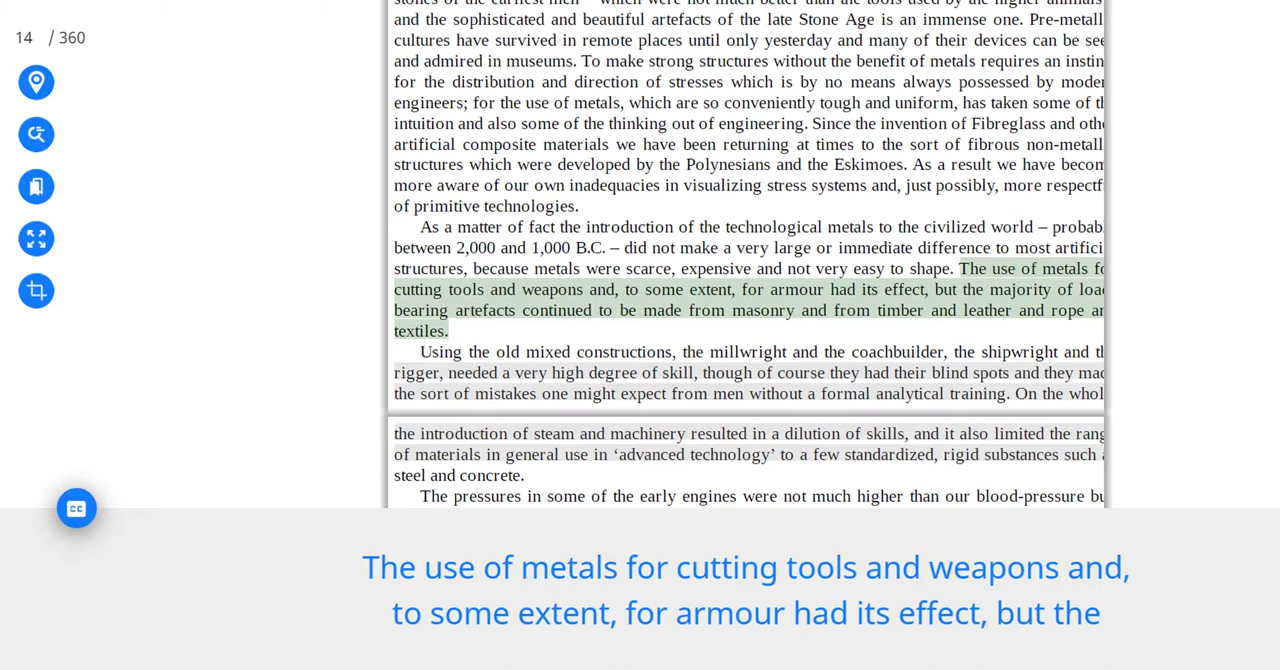 14 / 360
stones of the earliest men – which were not much better than the tools used by the higher animals
and the sophisticated and beautiful artefacts of the late Stone Age is an immense one. Pre-metall
cultures have survived in remote places until only yesterday and many of their devices can be see
and admired in museums. To make strong structures without the benefit of metals requires an instin
for the distribution and direction of stresses which is by no means always possessed by moder
engineers; for the use of metals, which are so conveniently tough and uniform, has taken some of th
intuition and also some of the thinking out of engineering. Since the invention of Fibreglass and othe
artificial composite materials we have been returning at times to the sort of fibrous non-metall
structures which were developed by the Polynesians and the Eskimoes. As a result we have becom
more aware of our own inadequacies in visualizing stress systems and, just possibly, more respectf
of primitive technologies.
As a matter of fact the introduction of the technological metals to the civilized world – probab
between 2,000 and 1,000 B.C. – did not make a very large or immediate difference to most artifici
structures, because metals were scarce, expensive and not very easy to shape. The use of metals fo
cutting tools and weapons and, to some extent, for armour had its effect, but the majority of loa
bearing artefacts continued to be made from masonry and from timber and leather and rope an
textiles.
Using the old mixed constructions, the millwright and the coachbuilder, the shipwright and th
rigger, needed a very high degree of skill, though of course they had their blind spots and they mad
the sort of mistakes one might expect from men without a formal analytical training. On the whol
the introduction of steam and machinery resulted in a dilution of skills, and it also limited the rang
of materials in general use in ‘advanced technology’ to a few standardized, rigid substances such a
steel and concrete.
The pressures in some of the early engines were not much higher than our blood-pressure bu
CC
The use of metals for cutting tools and weapons and,
to some extent, for armour had its effect, but the